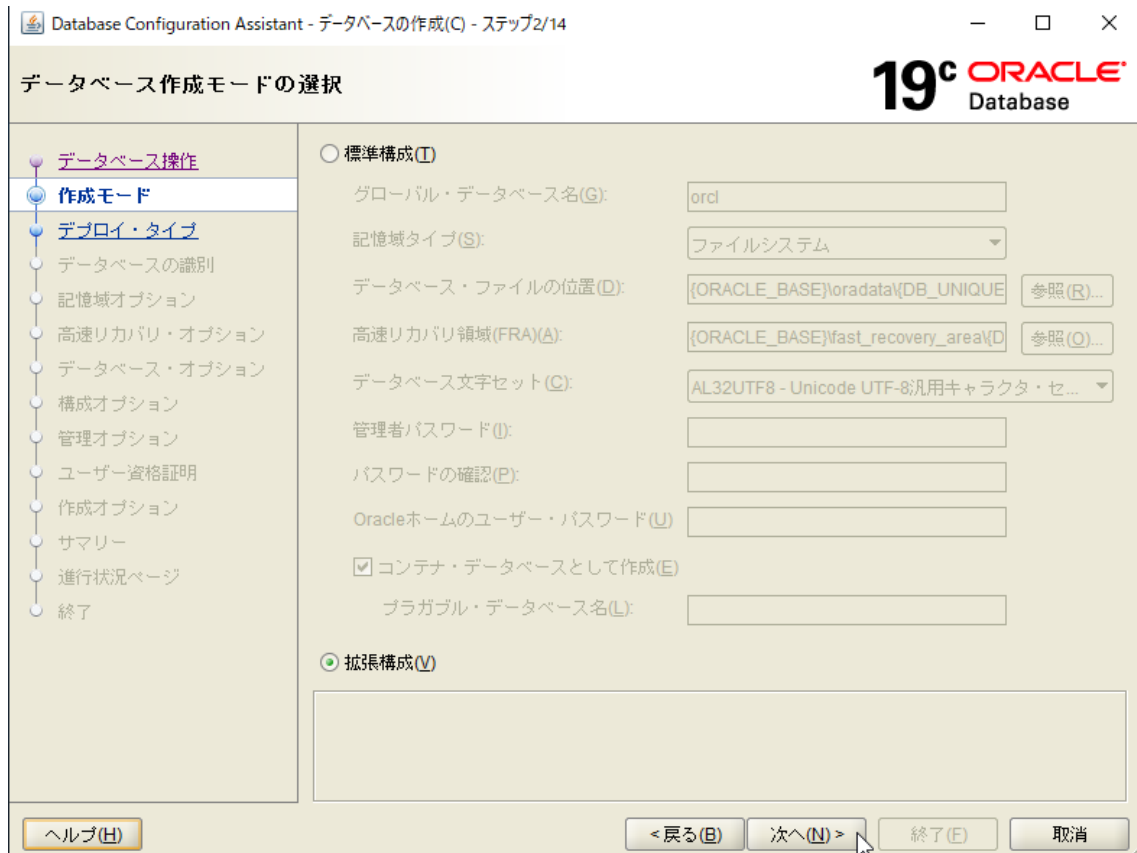 Database Configuration Assistant - データベースの作成(C) - ステップ2/14
データベース作成モードの選択
19c ORACLE
Database
データベース操作
作成モード
デプロイ・タイプ
データベースの識別
記憶域オプション
高速リカバリ・オプション
データベース・オプション
構成オプション
管理オプション
ユーザー資格証明
作成オプション
サマリー
進行状況ページ
終了
標準構成(T)
グローバル・データベース名(G): orcl
記憶域タイプ(S): ファイルシステム
データベース・ファイルの位置(D): {ORACLE_BASE}\oradata\{DB_UNIQUE 参照(R)...
高速リカバリ領域(FRA)(A): {ORACLE_BASE}\fast_recovery_area\{D 参照(O)...
データベース文字セット(C): AL32UTF8 - Unicode UTF-8汎用キャラクタ・セ...
管理者パスワード(I):
パスワードの確認(P):
Oracleホームのユーザー・パスワード(U)
コンテナ・データベースとして作成(E)
プラガブル・データベース名(L):
拡張構成(V)
ヘルプ(H) <戻る(B) 次へ(N)> 終了(F) 取消